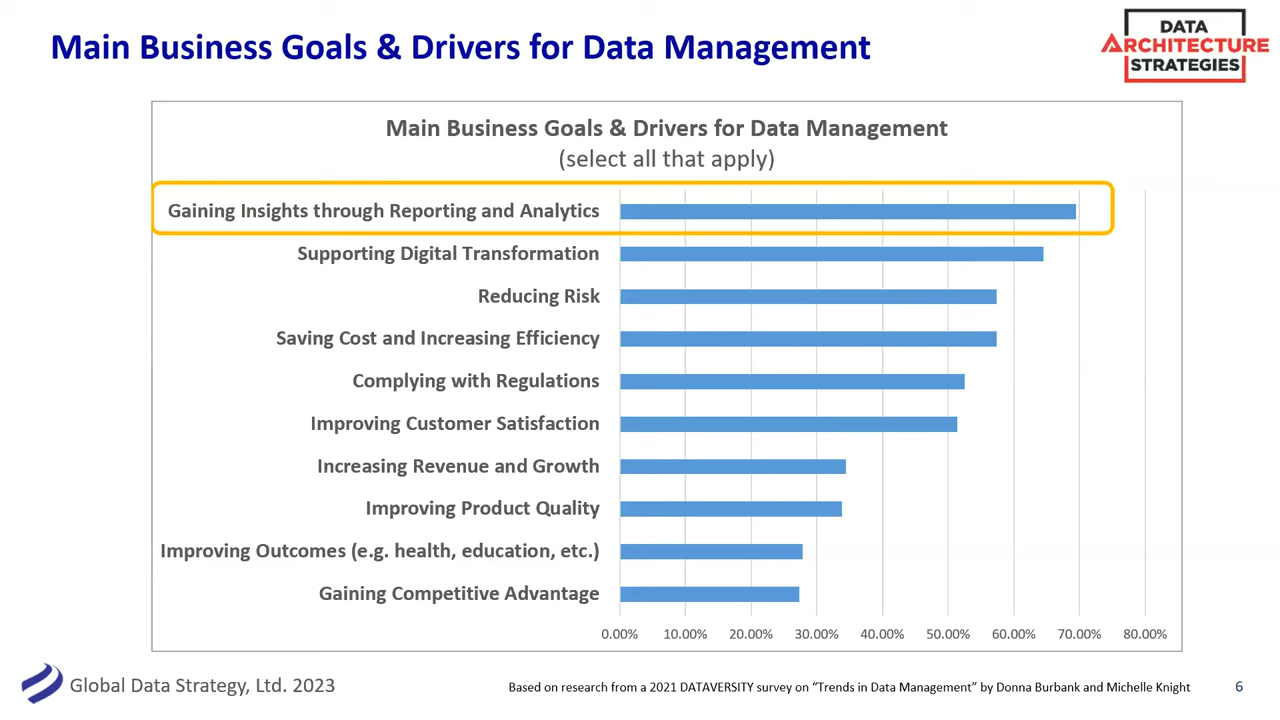 Main Business Goals & Drivers for Data Management
DATA
ARCHITECTURE
STRATEGIES
Main Business Goals & Drivers for Data Management
(select all that apply)
Gaining Insights through Reporting and Analytics
Supporting Digital Transformation
Reducing Risk
Saving Cost and Increasing Efficiency
Complying with Regulations
Improving Customer Satisfaction
Increasing Revenue and Growth
Improving Product Quality
Improving Outcomes (e.g. health, education, etc.)
Gaining Competitive Advantage
0.00% 10.00% 20.00% 30.00% 40.00% 50.00% 60.00% 70.00% 80.00%
Global Data Strategy, Ltd. 2023
Based on research from a 2021 DATAVERSITY survey on “Trends in Data Management” by Donna Burbank and Michelle Knight
6